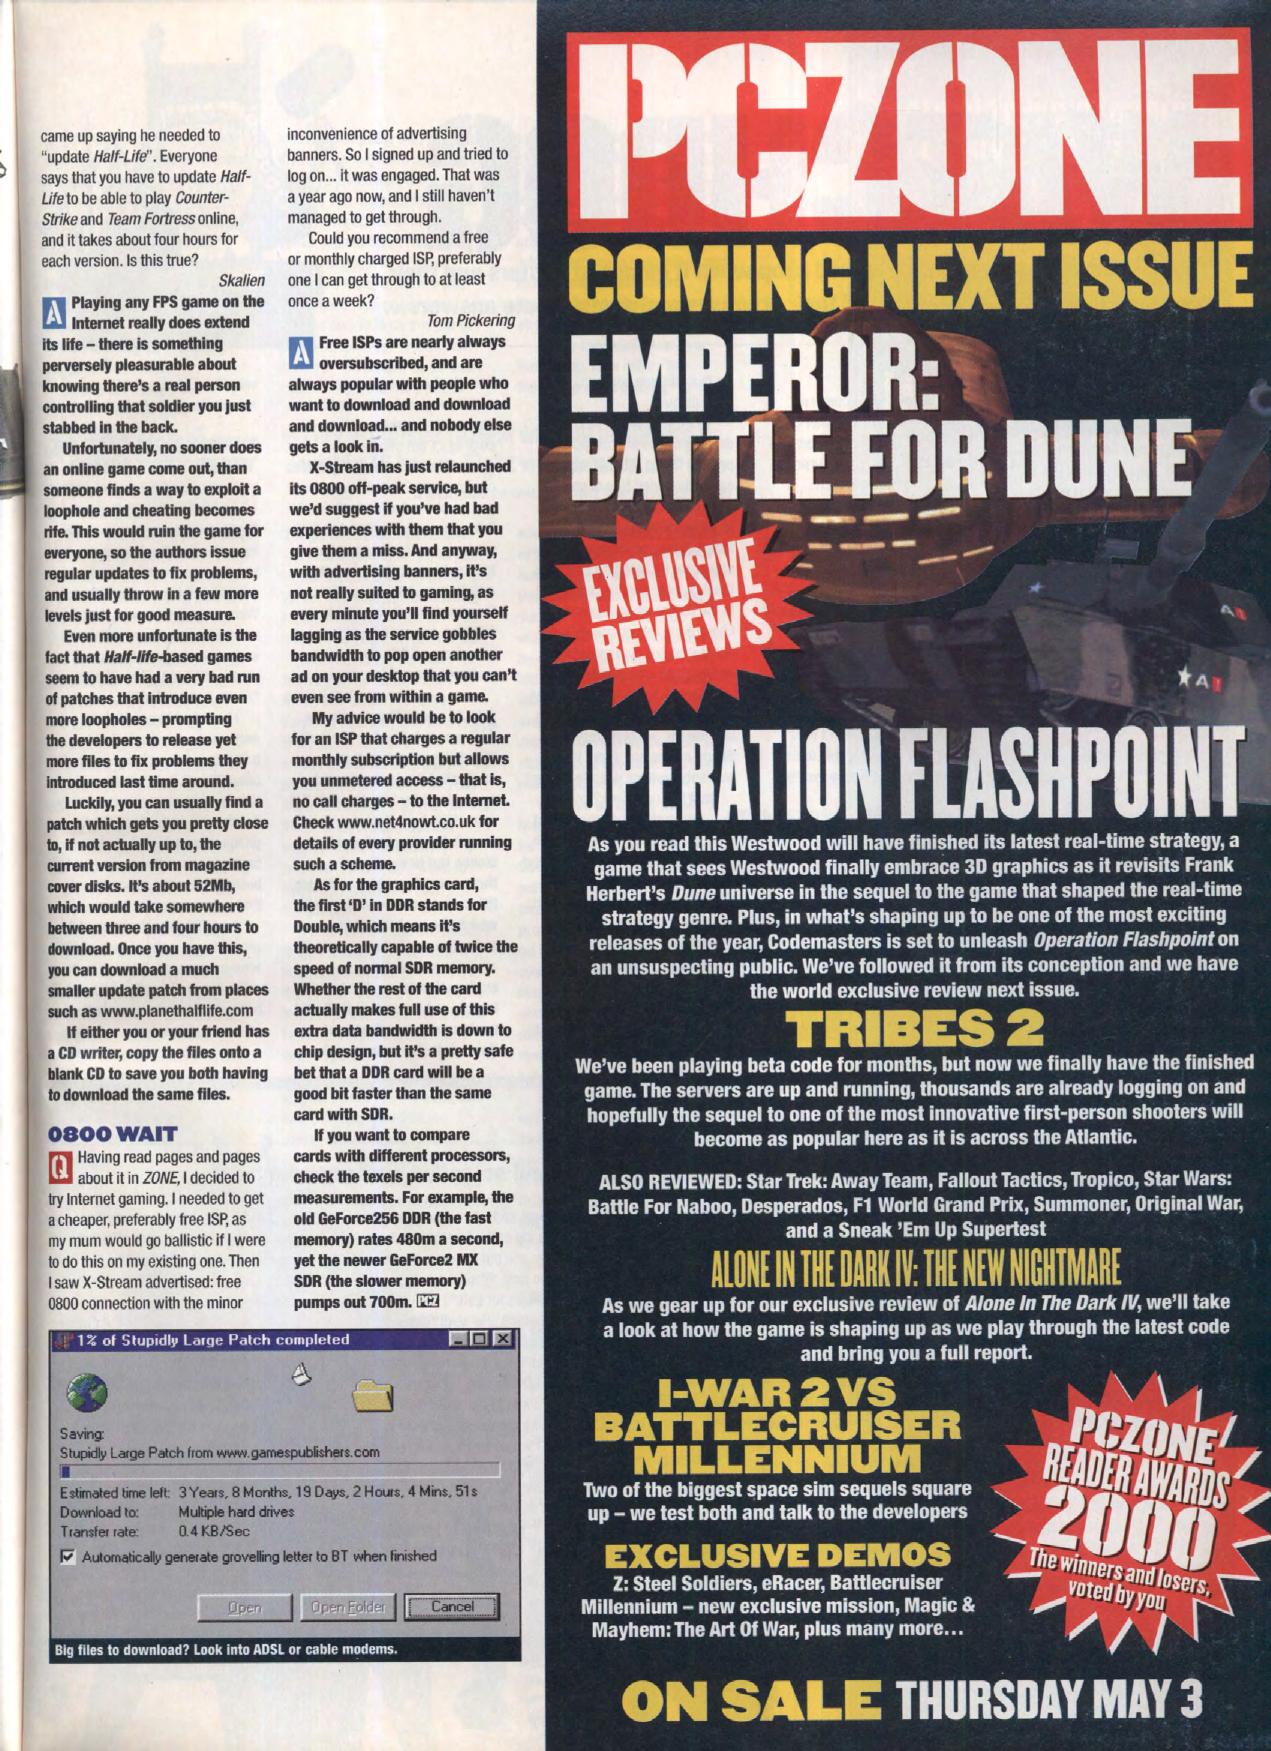 came up saying he needed to
"update Half-Life". Everyone
says that you have to update Half-
Life to be able to play Counter-
Strike and Team Fortress online,
and it takes about four hours for
each version. Is this true?
Skalien
A Playing any FPS game on the
Internet really does extend
its life – there is something
perversely pleasurable about
knowing there's a real person
controlling that soldier you just
stabbed in the back.
Unfortunately, no sooner does
an online game come out, than
someone finds a way to exploit a
loophole and cheating becomes
rife. This would ruin the game for
everyone, so the authors issue
regular updates to fix problems,
and usually throw in a few more
levels just for good measure.
Even more unfortunate is the
fact that Half-life-based games
seem to have had a very bad run
of patches that introduce even
more loopholes – prompting
the developers to release yet
more files to fix problems they
introduced last time around.
Luckily, you can usually find a
patch which gets you pretty close
to, if not actually up to, the
current version from magazine
cover disks. It's about 52Mb,
which would take somewhere
between three and four hours to
download. Once you have this,
you can download a much
smaller update patch from places
such as www.planethalflife.com
If either you or your friend has
a CD writer, copy the files onto a
blank CD to save you both having
to download the same files.
0800 WAIT
Q Having read pages and pages
about it in ZONE, I decided to
try Internet gaming. I needed to get
a cheaper, preferably free ISP, as
my mum would go ballistic if I were
to do this on my existing one. Then
I saw X-Stream advertised: free
0800 connection with the minor
inconvenience of advertising
banners. So I signed up and tried to
log on... it was engaged. That was
a year ago now, and I still haven't
managed to get through.
Could you recommend a free
or monthly charged ISP, preferably
one I can get through to at least
once a week?
Tom Pickering
A Free ISPs are nearly always
oversubscribed, and are
always popular with people who
want to download and download
and download... and nobody else
gets a look in.
X-Stream has just relaunched
its 0800 off-peak service, but
we'd suggest if you've had bad
experiences with them that you
give them a miss. And anyway,
with advertising banners, it's
not really suited to gaming, as
every minute you'll find yourself
lagging as the service gobbles
bandwidth to pop open another
ad on your desktop that you can't
even see from within a game.
My advice would be to look
for an ISP that charges a regular
monthly subscription but allows
you unmetered access – that is,
no call charges – to the Internet.
Check www.net4nowt.co.uk for
details of every provider running
such a scheme.
As for the graphics card,
the first 'D' in DDR stands for
Double, which means it's
theoretically capable of twice the
speed of normal SDR memory.
Whether the rest of the card
actually makes full use of this
extra data bandwidth is down to
chip design, but it's a pretty safe
bet that a DDR card will be a
good bit faster than the same
card with SDR.
If you want to compare
cards with different processors,
check the texels per second
measurements. For example, the
old GeForce256 DDR (the fast
memory) rates 480m a second,
yet the newer GeForce2 MX
SDR (the slower memory)
pumps out 700m. PCZ
1% of Stupidly Large Patch completed
Saving:
Stupidly Large Patch from www.gamespublishers.com
Estimated time left: 3 Years, 8 Months, 19 Days, 2 Hours, 4 Mins, 51s
Download to: Multiple hard drives
Transfer rate: 0.4 KB/Sec
Automatically generate grovelling letter to BT when finished
Open Open Folder Cancel
Big files to download? Look into ADSL or cable modems.
PCZONE
COMING NEXT ISSUE
EMPEROR:
BATTLE FOR DUNE
EXCLUSIVE
REVIEWS
A1
A1
OPERATION FLASHPOINT
As you read this Westwood will have finished its latest real-time strategy, a
game that sees Westwood finally embrace 3D graphics as it revisits Frank
Herbert's Dune universe in the sequel to the game that shaped the real-time
strategy genre. Plus, in what's shaping up to be one of the most exciting
releases of the year, Codemasters is set to unleash Operation Flashpoint on
an unsuspecting public. We've followed it from its conception and we have
the world exclusive review next issue.
TRIBES 2
We've been playing beta code for months, but now we finally have the finished
game. The servers are up and running, thousands are already logging on and
hopefully the sequel to one of the most innovative first-person shooters will
become as popular here as it is across the Atlantic.
ALSO REVIEWED: Star Trek: Away Team, Fallout Tactics, Tropico, Star Wars:
Battle For Naboo, Desperados, F1 World Grand Prix, Summoner, Original War,
and a Sneak 'Em Up Supertest
ALONE IN THE DARK IV: THE NEW NIGHTMARE
As we gear up for our exclusive review of Alone In The Dark IV, we'll take
a look at how the game is shaping up as we play through the latest code
and bring you a full report.
I-WAR 2 VS
BATTLECRUISER
MILLENNIUM
Two of the biggest space sim sequels square
up – we test both and talk to the developers
EXCLUSIVE DEMOS
Z: Steel Soldiers, eRacer, Battlecruiser
Millennium – new exclusive mission, Magic &
Mayhem: The Art Of War, plus many more...
PCZONE
READER AWARDS
2000
The winners and losers,
voted by you
ON SALE THURSDAY MAY 3